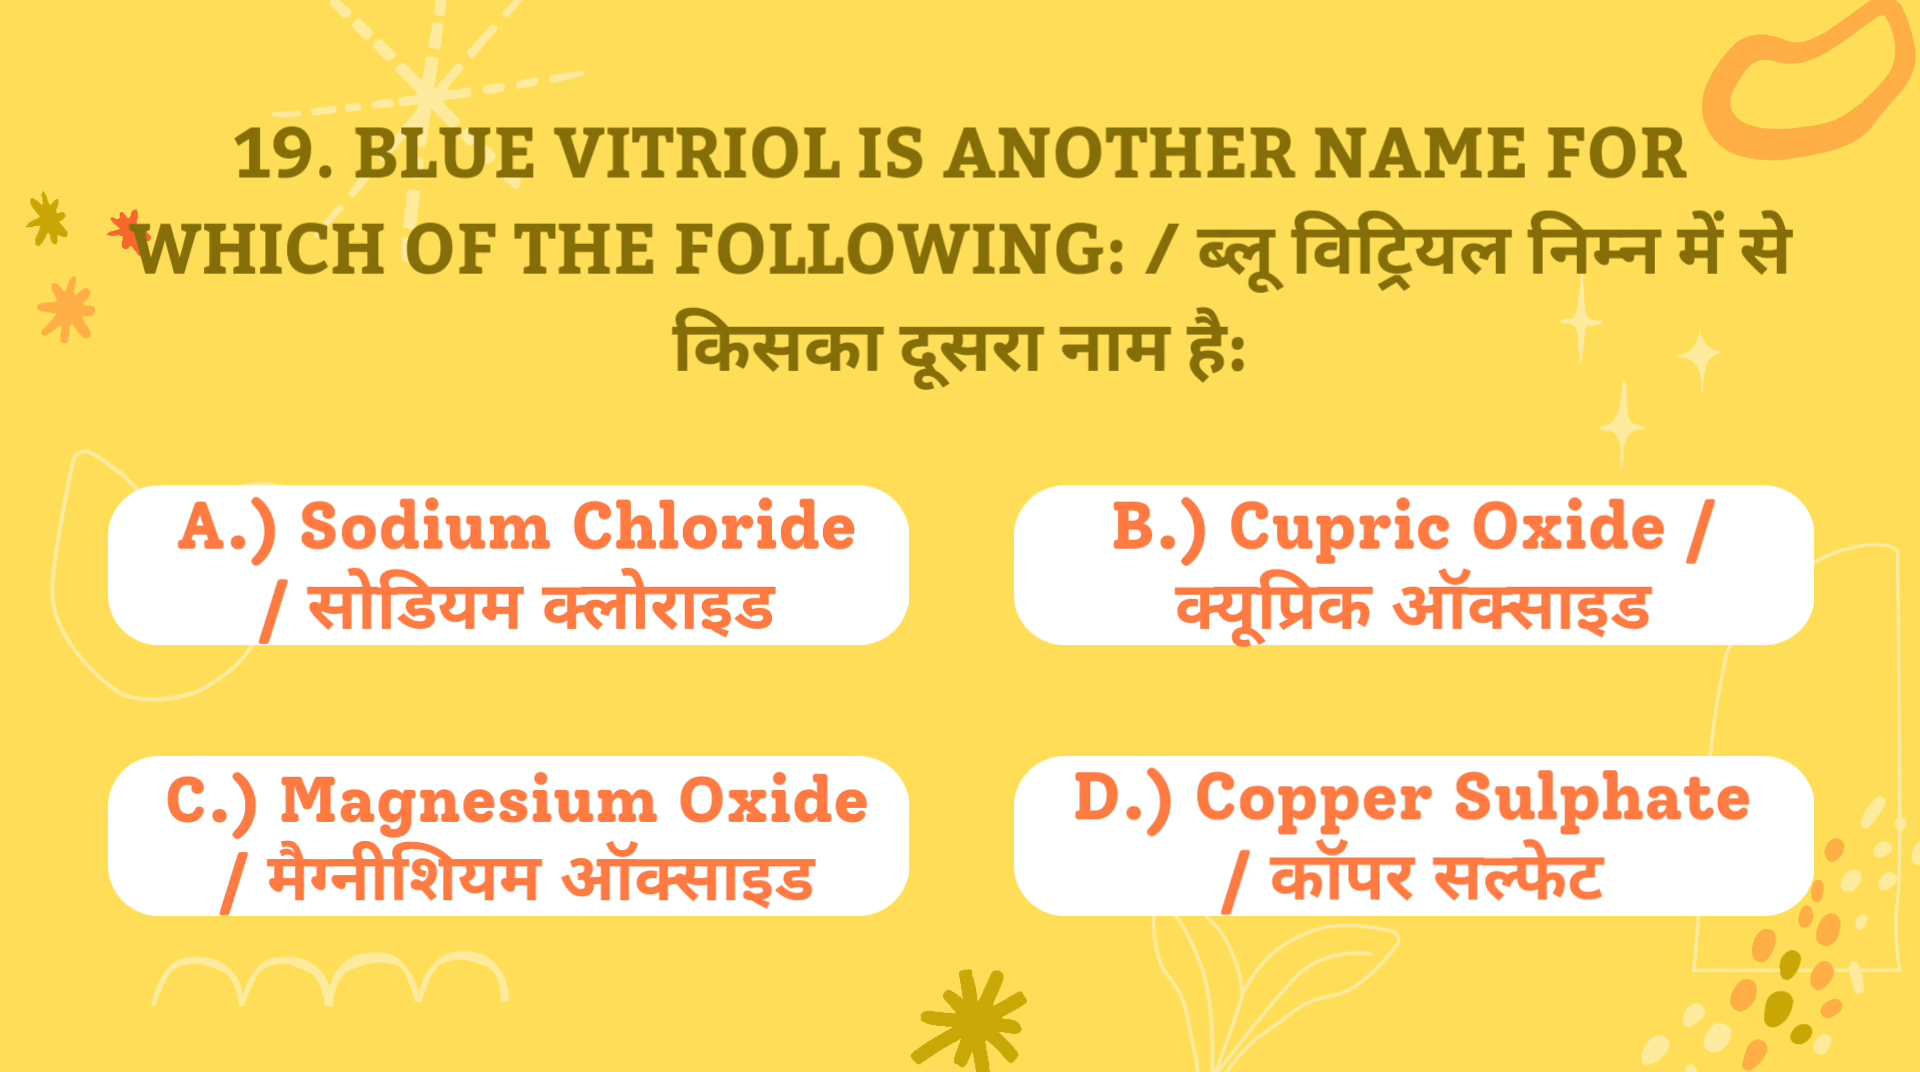 19. BLUE VITRIOL IS ANOTHER NAME FOR
WHICH OF THE FOLLOWING: / ब्लू विट्रियल निम्न में से
किसका दूसरा नाम है:
A.) Sodium Chloride
/ सोडियम क्लोराइड
B.) Cupric Oxide /
क्यूप्रिक ऑक्साइड
C.) Magnesium Oxide
/ मैग्नीशियम ऑक्साइड
D.) Copper Sulphate
/ कॉपर सल्फेट